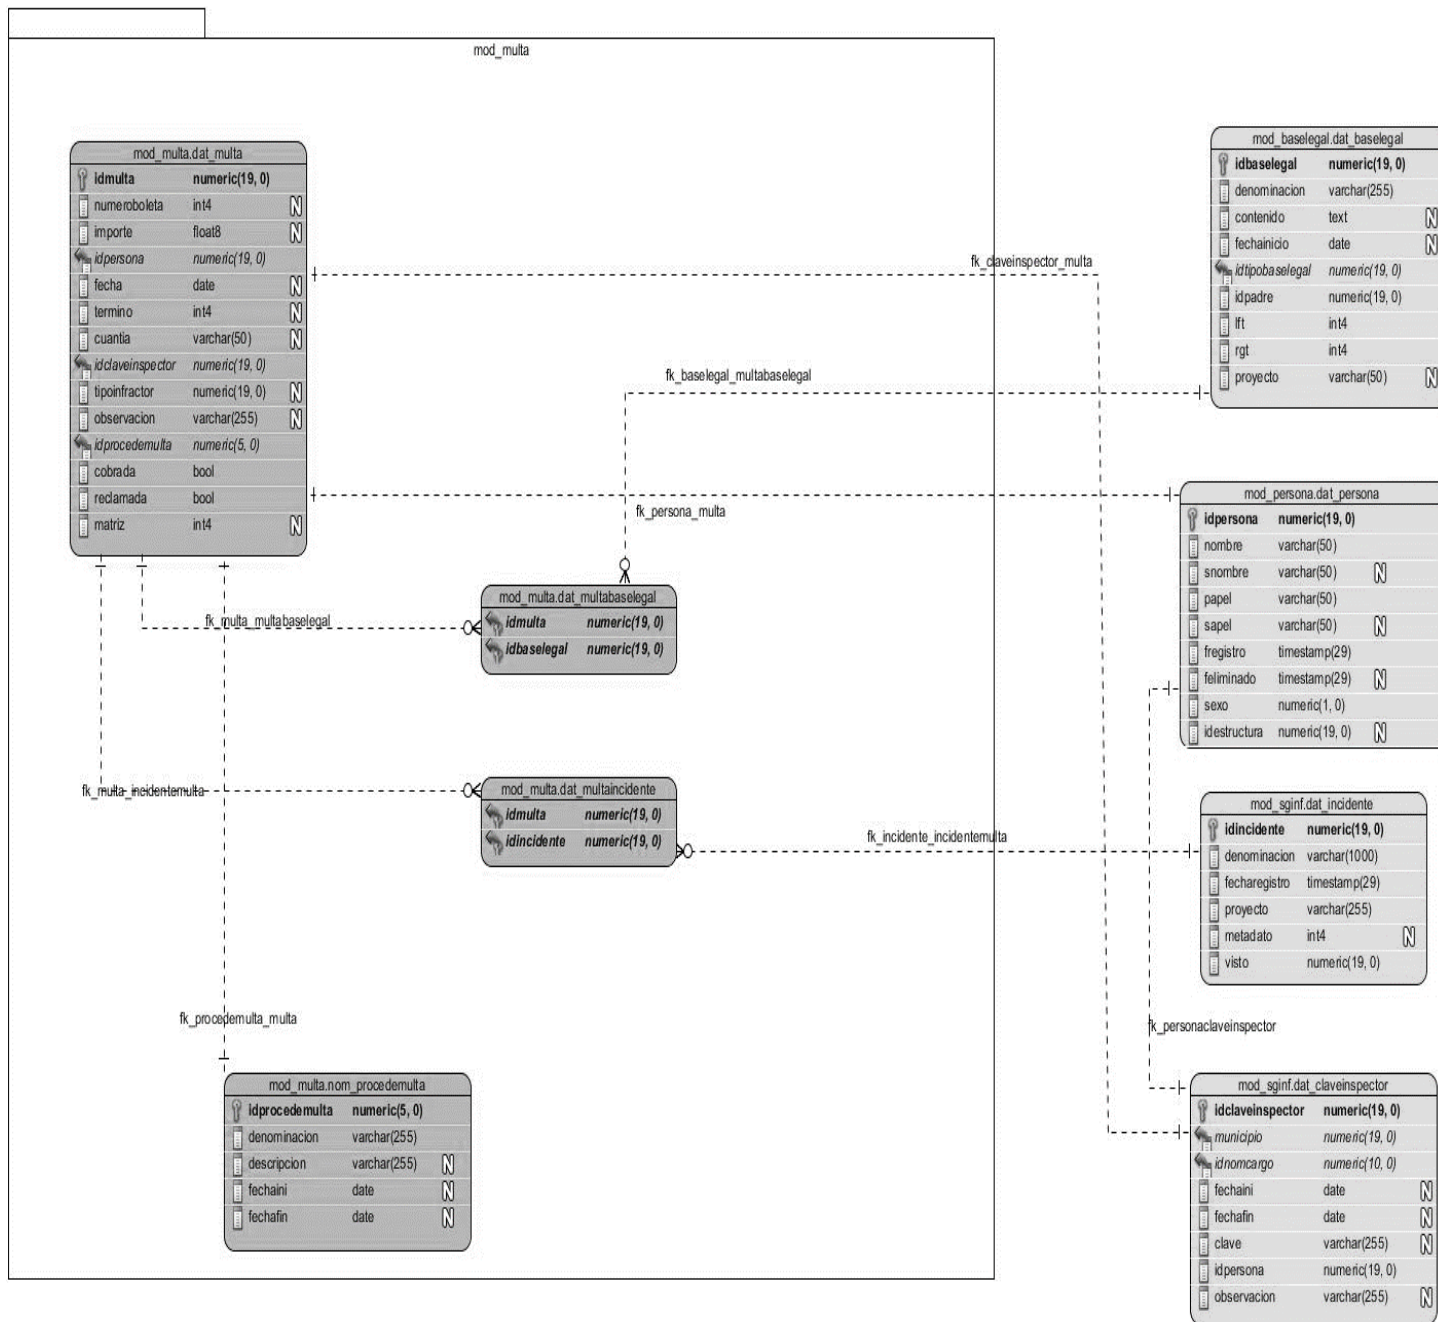 mod_multa
mod_multa.dat_multa
idmulta numeric(19, 0)
numeroboleta int4 N
importe float8 N
idpersona numeric(19, 0)
fecha date N
termino int4 N
cuantia varchar(50) N
idclaveinspector numeric(19, 0)
tipoinfractor numeric(19, 0) N
observacion varchar(255) N
idprocedemulta numeric(5, 0)
cobrada bool
reclamada bool
matriz int4 N
mod_baselegal.dat_baselegal
idbaselegal numeric(19, 0)
denominacion varchar(255)
contenido text N
fechainicio date N
idtipobaselegal numeric(19, 0)
idpadre numeric(19, 0)
lft int4
rgt int4
proyecto varchar(50) N
fk_claveinspector_multa
fk_baselegal_multabaselegal
fk_persona_multa
mod_persona.dat_persona
idpersona numeric(19, 0)
nombre varchar(50)
snombre varchar(50) N
papel varchar(50)
sapel varchar(50) N
fregistro timestamp(29)
feliminado timestamp(29) N
sexo numeric(1, 0)
idestructura numeric(19, 0) N
mod_multa.dat_multabaselegal
idmulta numeric(19, 0)
idbaselegal numeric(19, 0)
fk_multa_multabaselegal
fk_multa_incidentemulta
mod_multa.dat_multaincidente
idmulta numeric(19, 0)
idincidente numeric(19, 0)
fk_incidente_incidentemulta
mod_sginf.dat_incidente
idincidente numeric(19, 0)
denominacion varchar(1000)
fecharegistro timestamp(29)
proyecto varchar(255)
metadato int4 N
visto numeric(19, 0)
fk_procedemulta_multa
fk_personaclaveinspector
mod_multa.nom_procedemulta
idprocedemulta numeric(5, 0)
denominacion varchar(255)
descripcion varchar(255) N
fechaini date N
fechafin date N
mod_sginf.dat_claveinspector
idclaveinspector numeric(19, 0)
municipio numeric(19, 0)
idnomcargo numeric(10, 0)
fechaini date N
fechafin date N
clave varchar(255) N
idpersona numeric(19, 0)
observacion varchar(255) N